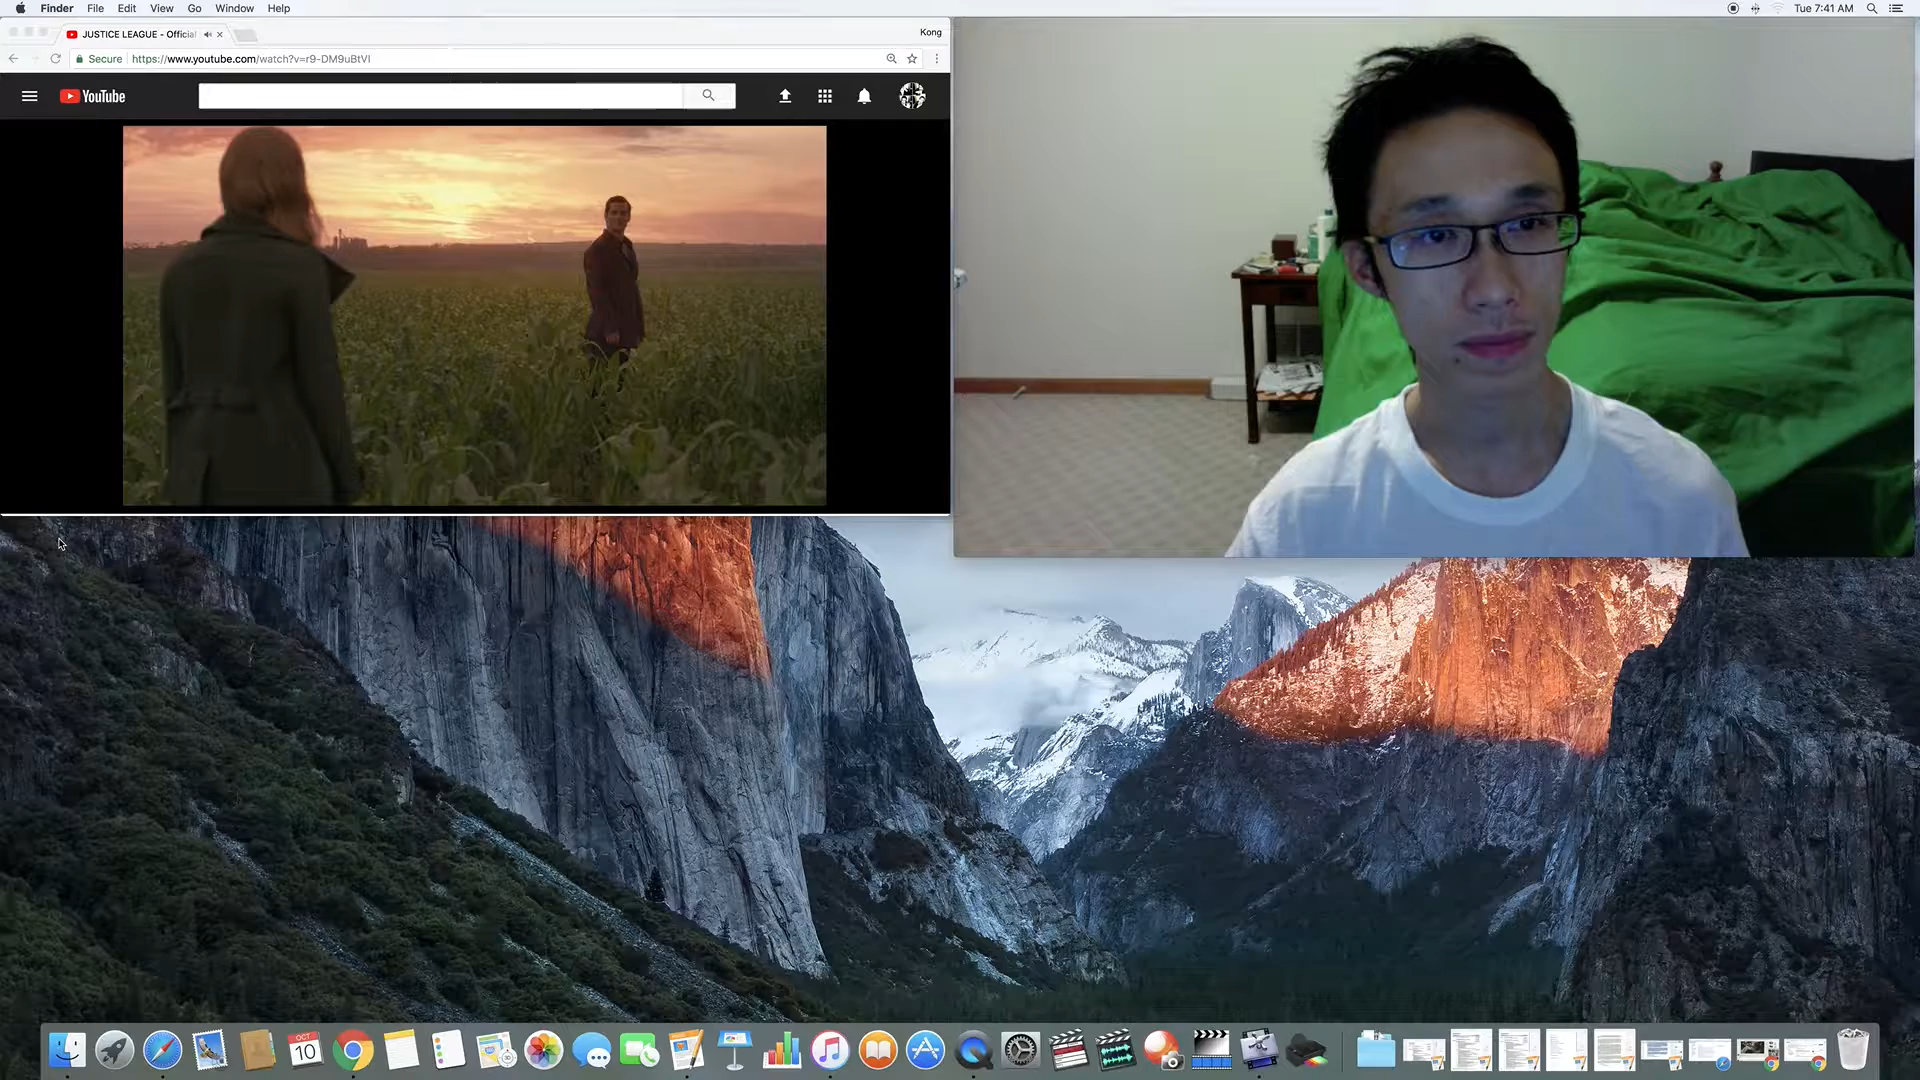 Finder File Edit View Go Window Help Tue 7:41 AM
JUSTICE LEAGUE - Official Kong
Secure https://www.youtube.com/watch?v=r9-DM9uBtVI
YouTube
OCT
10